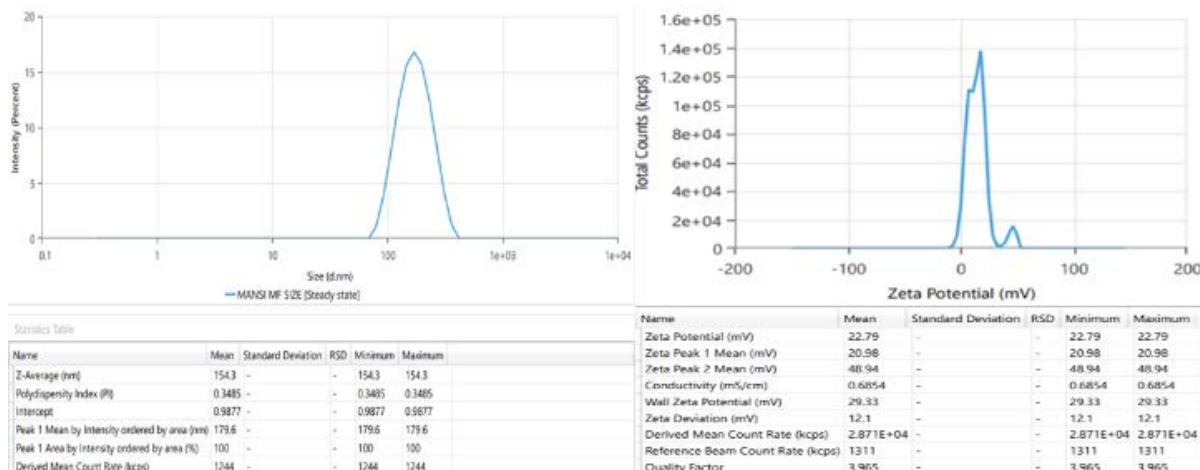 20
15
10
5
0
Intensity (Percent)
0.1 1 10 100 1e+03 1e+04
Size (d.nm)
MANSI MF SIZE [Steady state]
Statistics Table
Name Mean Standard Deviation RSD Minimum Maximum
Z-Average (nm) 154.3 - - 154.3 154.3
Polydispersity Index (PI) 0.3485 - - 0.3485 0.3485
Intercept 0.9877 - - 0.9877 0.9877
Peak 1 Mean by Intensity ordered by area (nm) 179.6 - - 179.6 179.6
Peak 1 Area by Intensity ordered by area (%) 100 - - 100 100
Derived Mean Count Rate (kcps) 1244 - - 1244 1244
1.6e+05
1.4e+05
1.2e+05
1e+05
8e+04
6e+04
4e+04
2e+04
0
Total Counts (kcps)
-200 -100 0 100 200
Zeta Potential (mV)
Name Mean Standard Deviation RSD Minimum Maximum
Zeta Potential (mV) 22.79 - - 22.79 22.79
Zeta Peak 1 Mean (mV) 20.98 - - 20.98 20.98
Zeta Peak 2 Mean (mV) 48.94 - - 48.94 48.94
Conductivity (mS/cm) 0.6854 - - 0.6854 0.6854
Wall Zeta Potential (mV) 29.33 - - 29.33 29.33
Zeta Deviation (mV) 12.1 - - 12.1 12.1
Derived Mean Count Rate (kcps) 2.871E+04 - - 2.871E+04 2.871E+04
Reference Beam Count Rate (kcps) 1311 - - 1311 1311
Quality Factor 3.965 - - 3.965 3.965